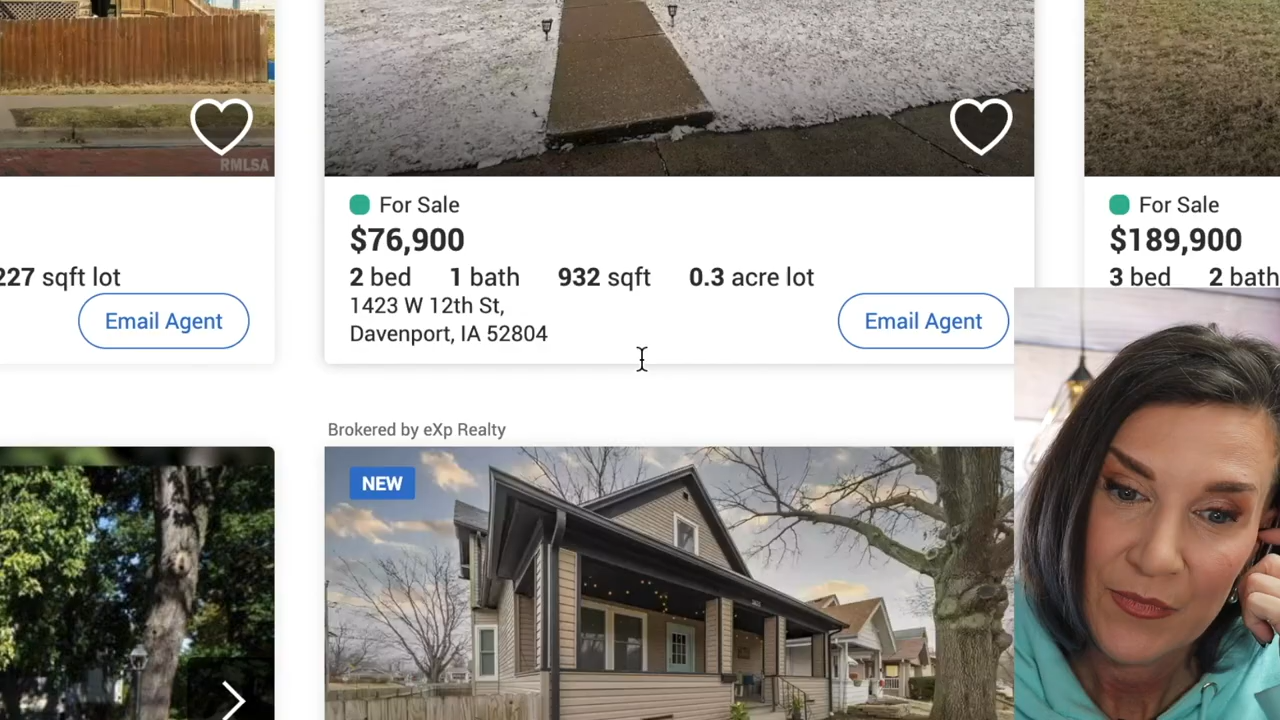 RMLSA
227 sqft lot
Email Agent
For Sale
$76,900
2 bed 1 bath 932 sqft 0.3 acre lot
1423 W 12th St,
Davenport, IA 52804
Email Agent
For Sale
$189,900
3 bed 2 bath
Brokered by eXp Realty
NEW